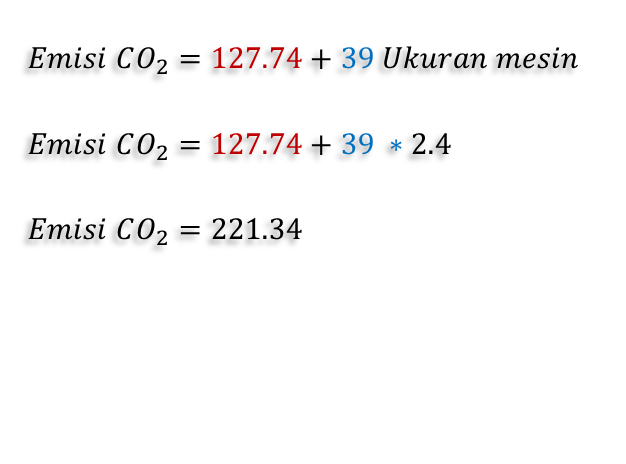 Emisi CO₂ = 127.74 + 39 Ukuran mesin
Emisi CO₂ = 127.74 + 39 * 2.4
Emisi CO₂ = 221.34